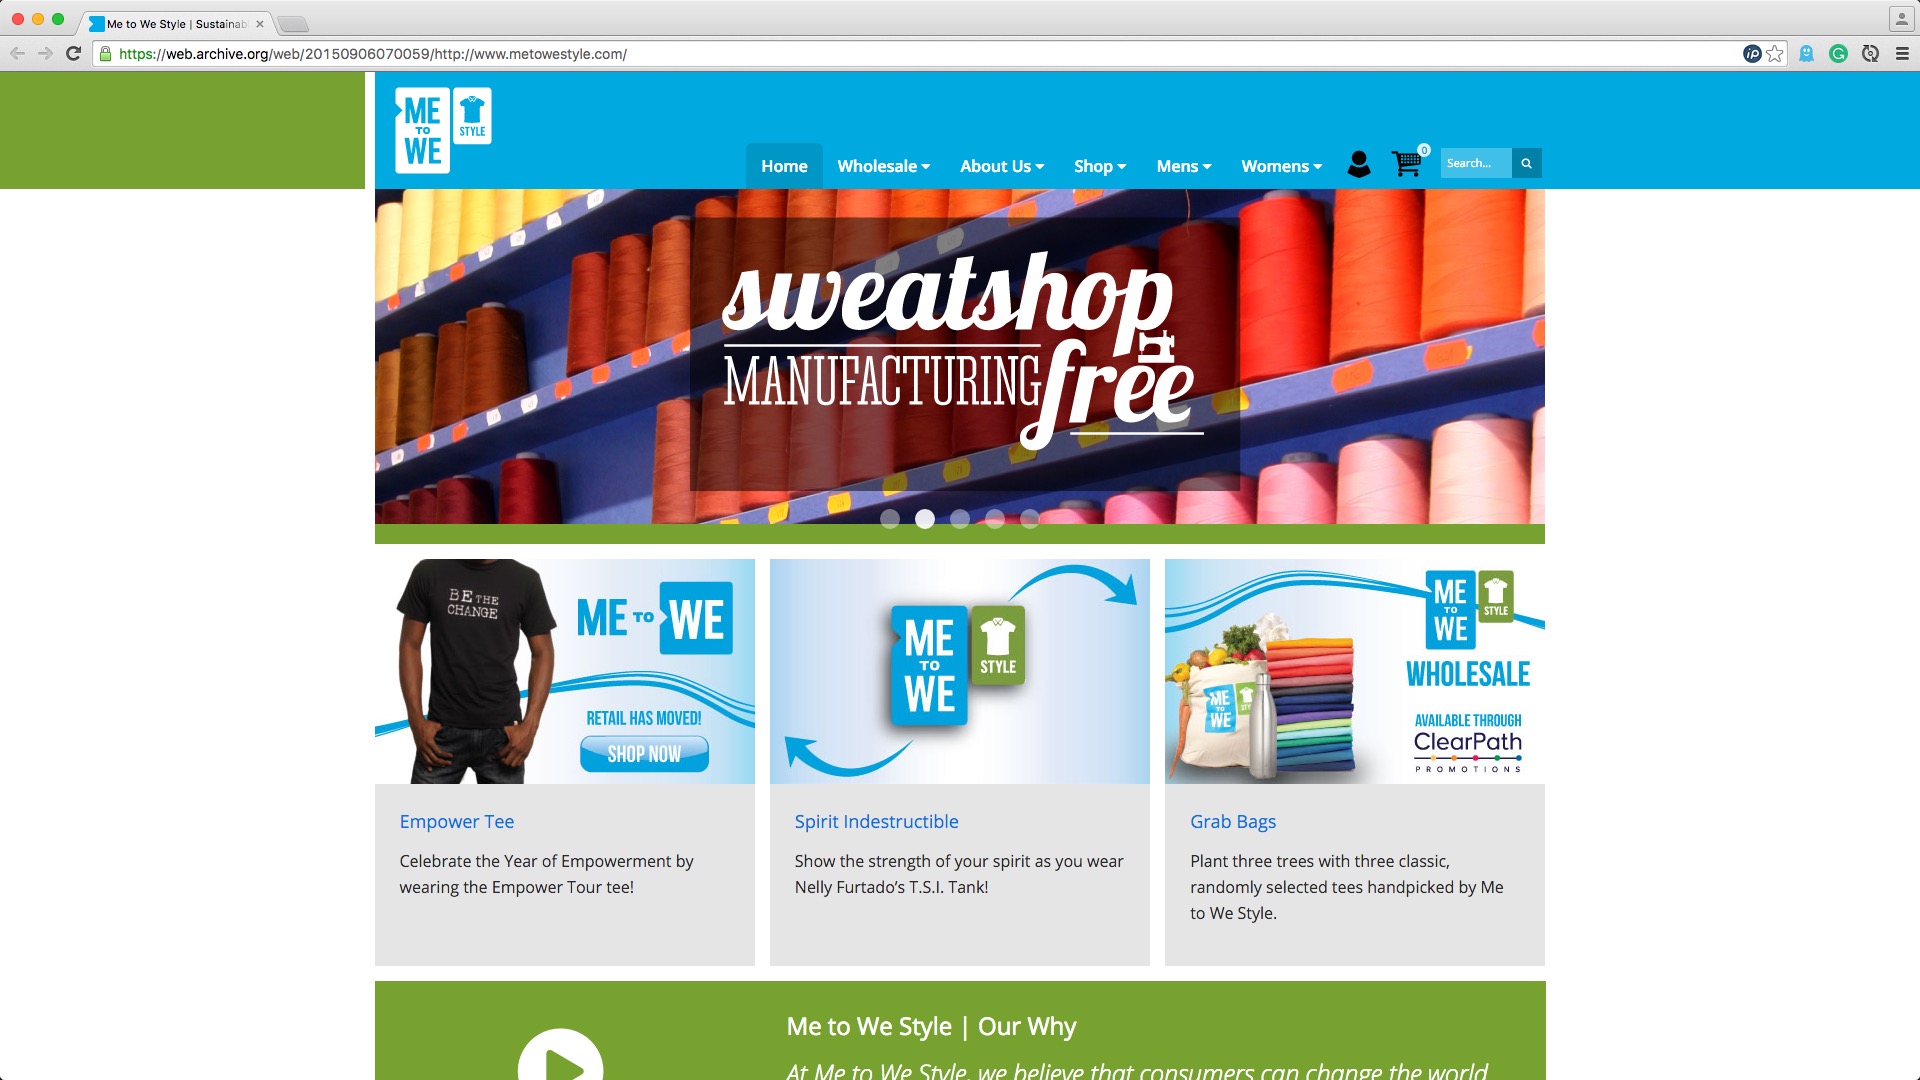 Me to We Style | Sustainab
https://web.archive.org/web/20150906070059/http://www.metowestyle.com/
ME
TO
WE
STYLE
Home
Wholesale
About Us
Shop
Mens
Womens
0
Search...
sweatshop
MANUFACTURING
free
BE THE
CHANGE
ME TO WE
RETAIL HAS MOVED!
SHOP NOW
ME
TO
WE
STYLE
ME
TO
WE
STYLE
WHOLESALE
AVAILABLE THROUGH
ClearPath
PROMOTIONS
ME
TO
WE
Empower Tee
Celebrate the Year of Empowerment by
wearing the Empower Tour tee!
Spirit Indestructible
Show the strength of your spirit as you wear
Nelly Furtado’s T.S.I. Tank!
Grab Bags
Plant three trees with three classic,
randomly selected tees handpicked by Me
to We Style.
Me to We Style | Our Why
At Me to We Style, we believe that consumers can change the world